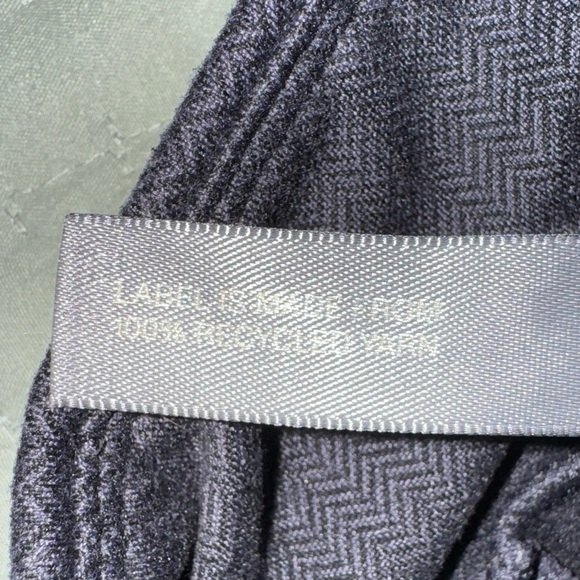 LABEL IS MADE FROM
100% RECYCLED YARN